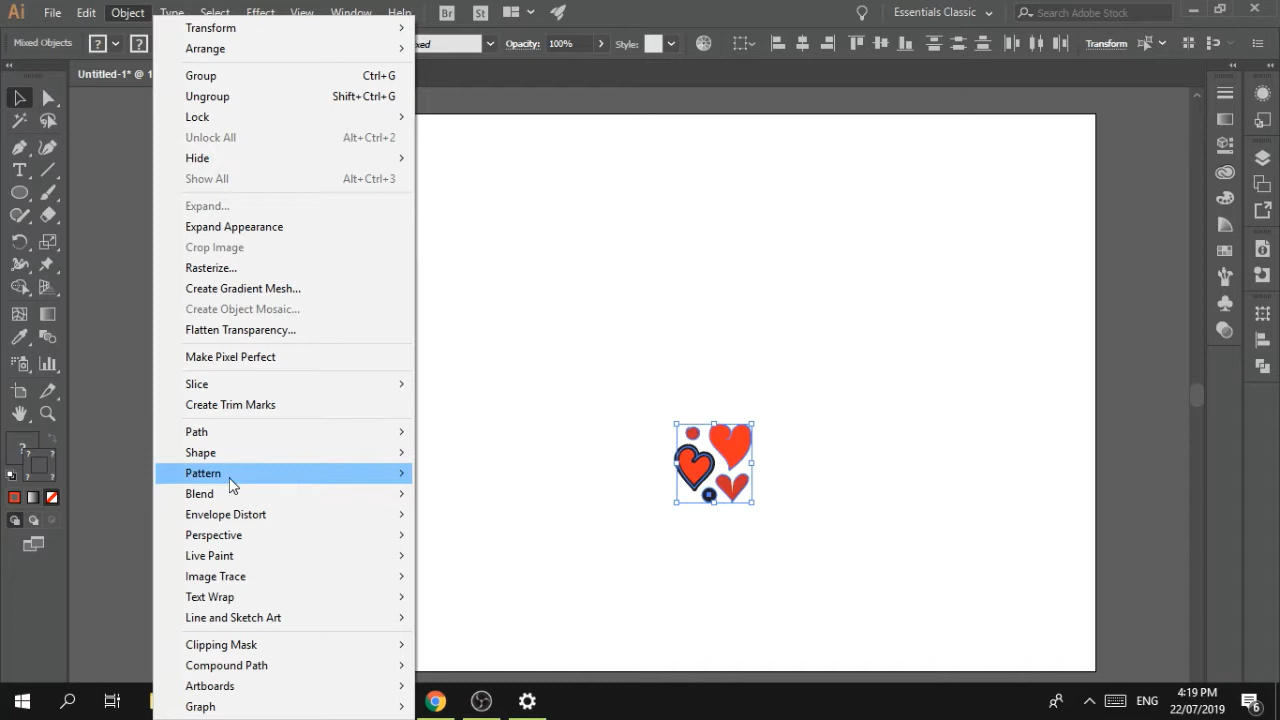 Ai File Edit Object Type Select Effect View Window Help Br St Essentials Classic Search Adobe Stock
Mixed Objects ? ? Opacity: 100% Style: Transform
Untitled-1* @ 1
Transform
Arrange
Group Ctrl+G
Ungroup Shift+Ctrl+G
Lock
Unlock All Alt+Ctrl+2
Hide
Show All Alt+Ctrl+3
Expand...
Expand Appearance
Crop Image
Rasterize...
Create Gradient Mesh...
Create Object Mosaic...
Flatten Transparency...
Make Pixel Perfect
Slice
Create Trim Marks
Path
Shape
Pattern
Blend
Envelope Distort
Perspective
Live Paint
Image Trace
Text Wrap
Line and Sketch Art
Clipping Mask
Compound Path
Artboards
Graph
ENG
4:19 PM
22/07/2019
6